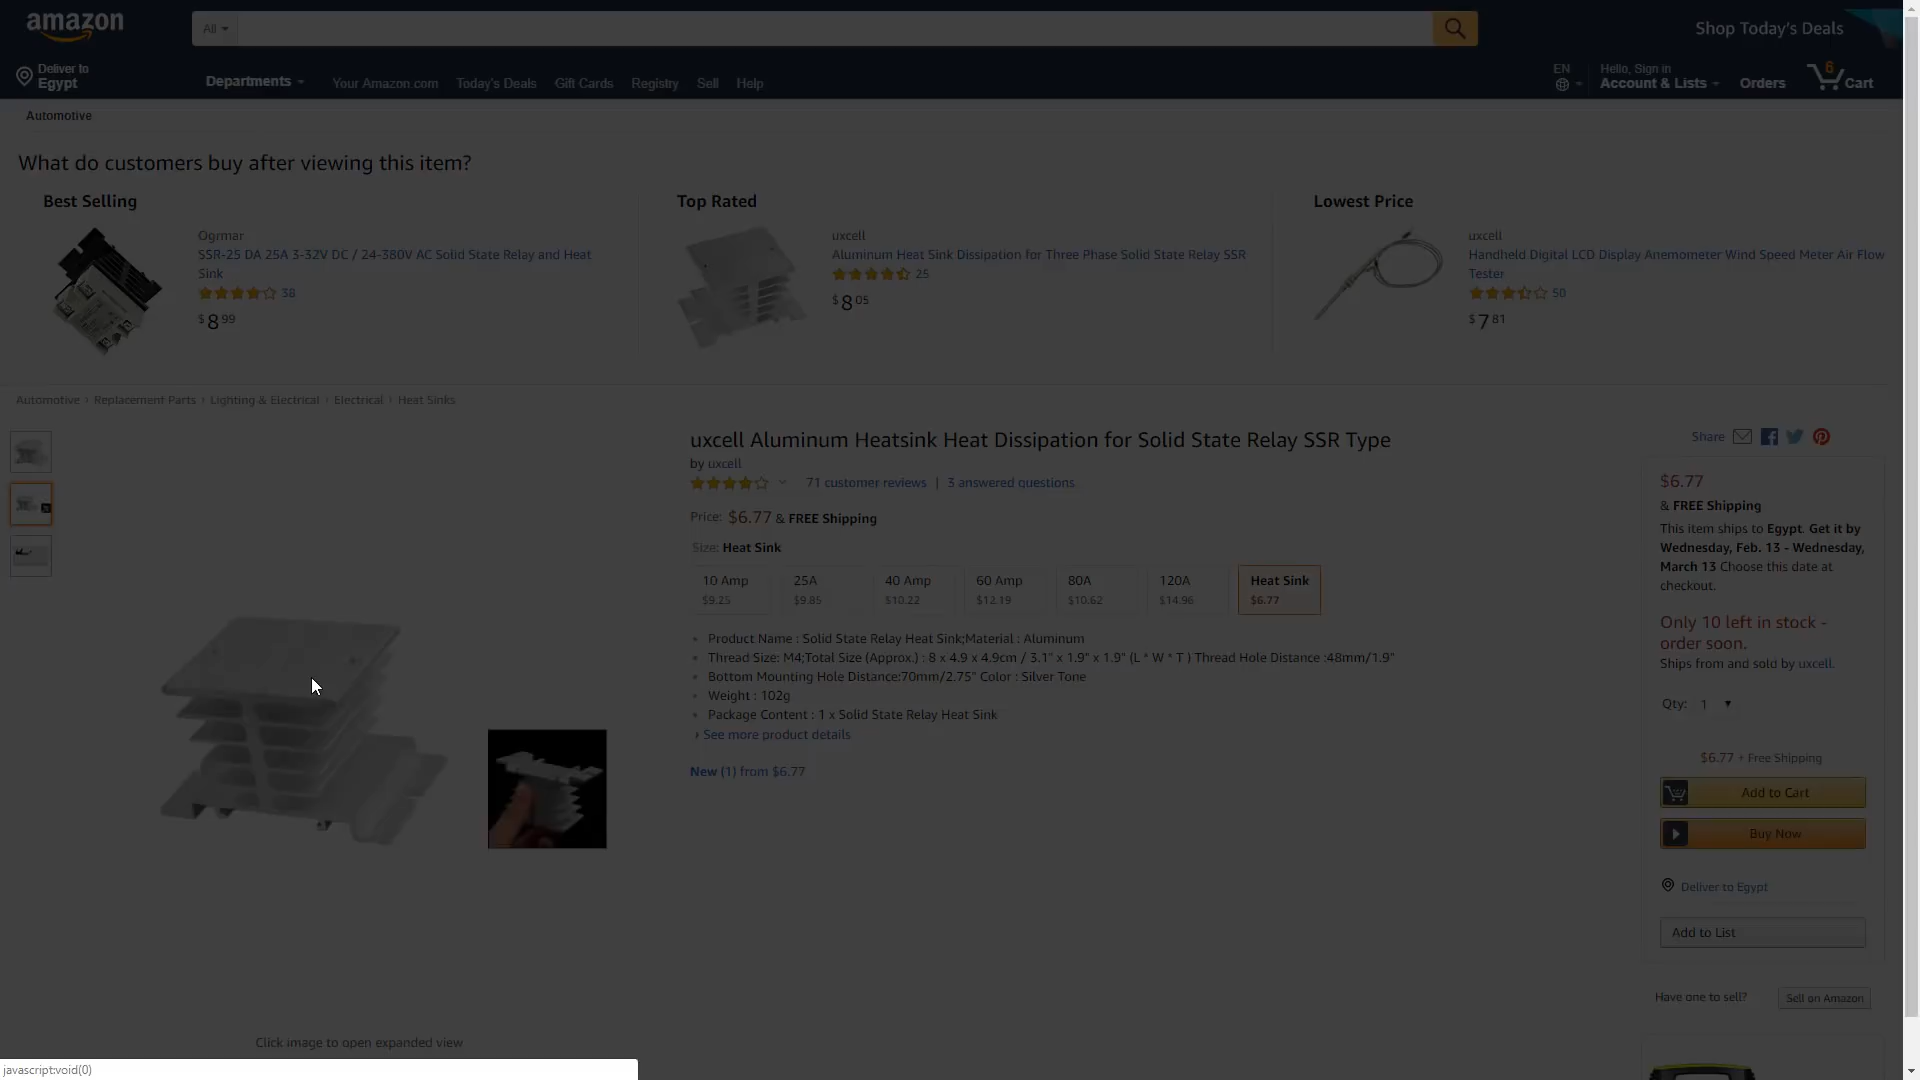 amazon
All
Shop Today's Deals
Deliver to
Egypt
Departments
Your Amazon.com
Today's Deals
Gift Cards
Registry
Sell
Help
EN
Hello, Sign in
Account & Lists
Orders
6
Cart
Automotive
What do customers buy after viewing this item?
Best Selling
Ogrmar
SSR-25 DA 25A 3-32V DC / 24-380V AC Solid State Relay and Heat
Sink
38
$8 99
Top Rated
uxcell
Aluminum Heat Sink Dissipation for Three Phase Solid State Relay SSR
25
$8 05
Lowest Price
uxcell
Handheld Digital LCD Display Anemometer Wind Speed Meter Air Flow
Tester
50
$7 81
Automotive › Replacement Parts › Lighting & Electrical › Electrical › Heat Sinks
uxcell Aluminum Heatsink Heat Dissipation for Solid State Relay SSR Type
by uxcell
71 customer reviews | 3 answered questions
Price: $6.77 & FREE Shipping
Size: Heat Sink
10 Amp
$9.25
25A
$9.85
40 Amp
$10.22
60 Amp
$12.19
80A
$10.62
120A
$14.96
Heat Sink
$6.77
Product Name : Solid State Relay Heat Sink;Material : Aluminum
Thread Size: M4;Total Size (Approx.) : 8 x 4.9 x 4.9cm / 3.1" x 1.9" x 1.9" (L * W * T ) Thread Hole Distance :48mm/1.9"
Bottom Mounting Hole Distance:70mm/2.75" Color : Silver Tone
Weight : 102g
Package Content : 1 x Solid State Relay Heat Sink
› See more product details
New (1) from $6.77
Share
$6.77
& FREE Shipping
This item ships to Egypt. Get it by
Wednesday, Feb. 13 - Wednesday,
March 13 Choose this date at
checkout.
Only 10 left in stock -
order soon.
Ships from and sold by uxcell.
Qty: 1
$6.77 + Free Shipping
Add to Cart
Buy Now
Deliver to Egypt
Add to List
Have one to sell?
Sell on Amazon
Click image to open expanded view
javascript:void(0)